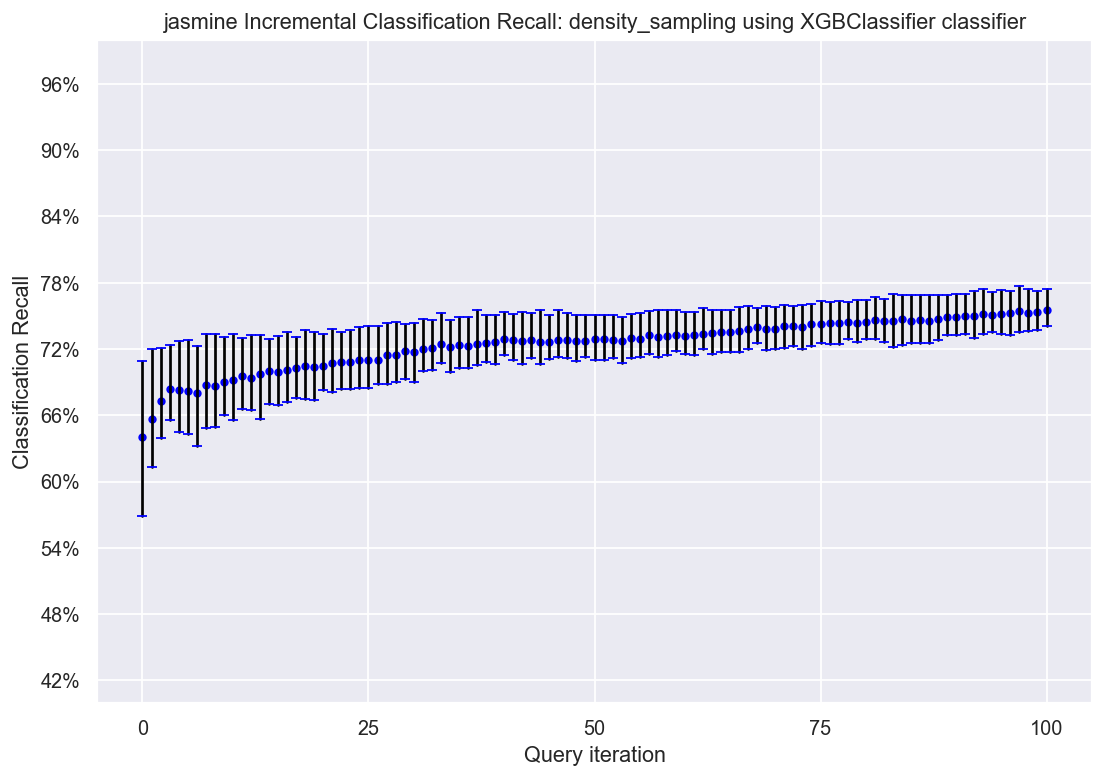 jasmine Incremental Classification Recall: density_sampling using XGBClassifier classifier
96%
90%
84%
78%
72%
66%
60%
54%
48%
42%
Classification Recall
0 25 50 75 100
Query iteration